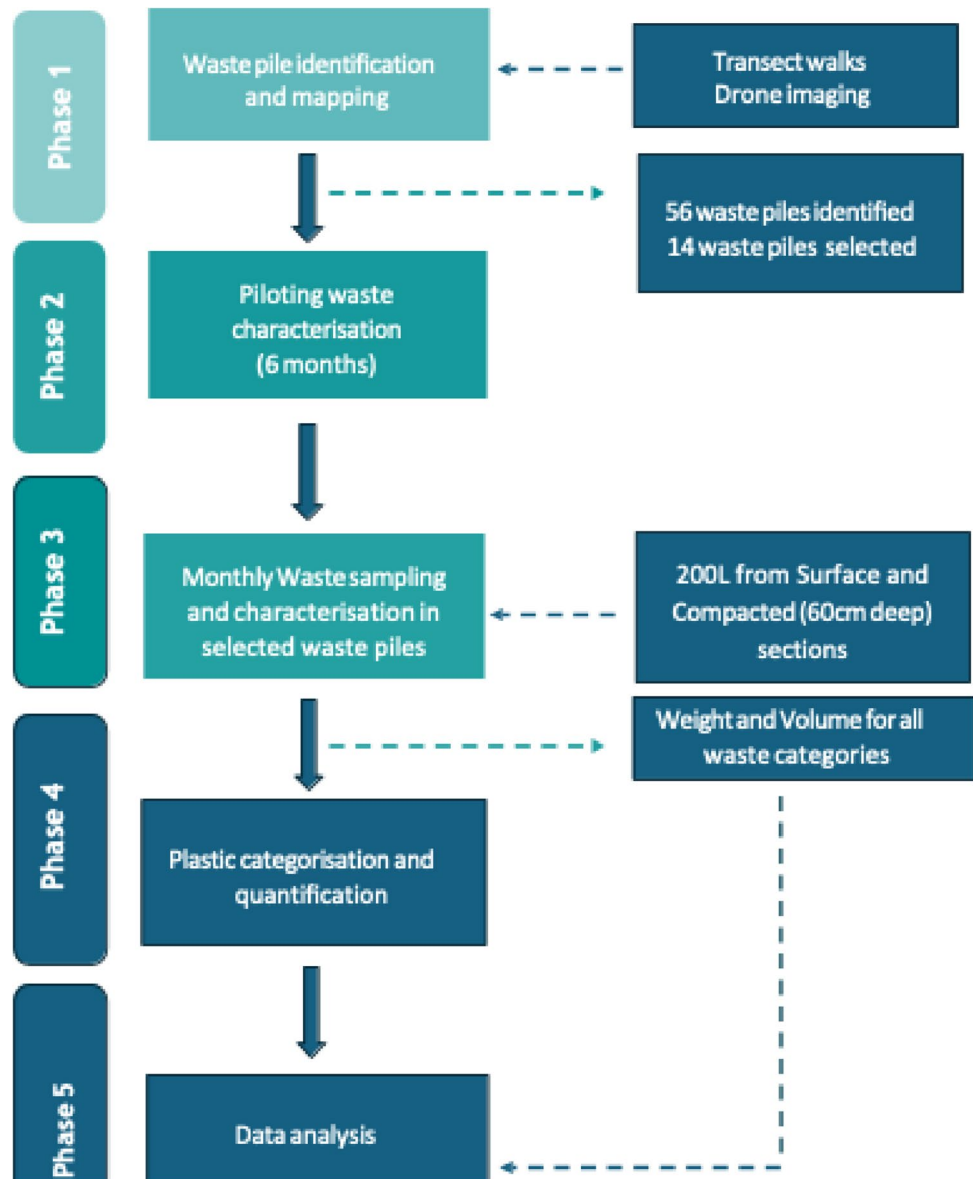 Phase 1
Waste pile identification
and mapping
Transect walks
Drone imaging
56 waste piles identified
14 waste piles selected
Phase 2
Piloting waste
characterisation
(6 months)
Phase 3
Monthly Waste sampling
and characterisation in
selected waste piles
200L from Surface and
Compacted (60cm deep)
sections
Weight and Volume for all
waste categories
Phase 4
Plastic categorisation and
quantification
Phase 5
Data analysis